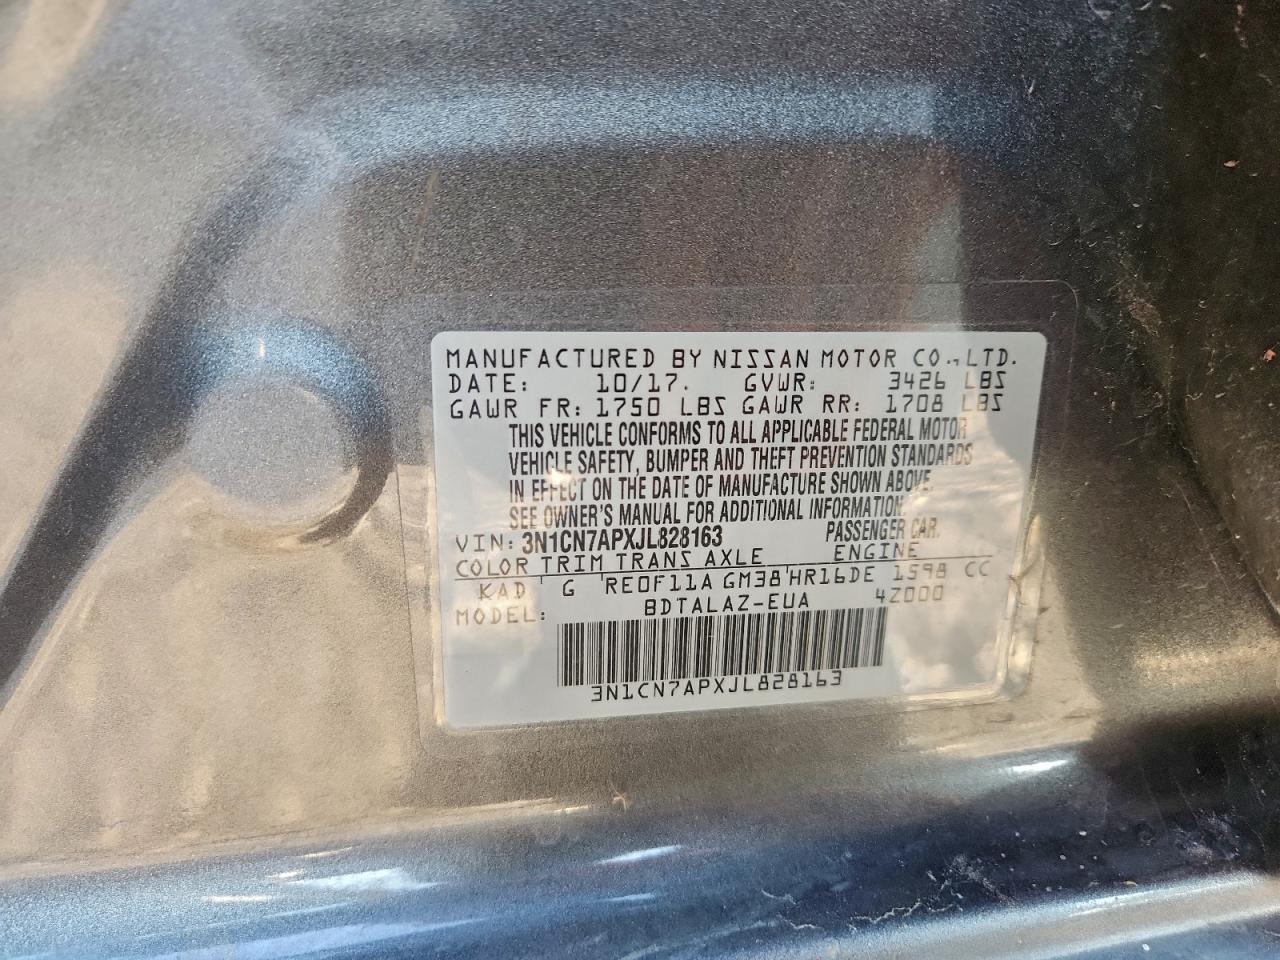 MANUFACTURED BY NISSAN MOTOR CO.,LTD.
DATE: 10/17. GVWR: 3426 LBS
GAWR FR: 1750 LBS GAWR RR: 1708 LBS
THIS VEHICLE CONFORMS TO ALL APPLICABLE FEDERAL MOTOR
VEHICLE SAFETY, BUMPER AND THEFT PREVENTION STANDARDS
IN EFFECT ON THE DATE OF MANUFACTURE SHOWN ABOVE.
SEE OWNER'S MANUAL FOR ADDITIONAL INFORMATION.
VIN: 3N1CN7APXJL828163 PASSENGER CAR.
COLOR TRIM TRANS AXLE ENGINE
KAD G RE0F11A GM38 HR16DE 1598 CC
MODEL: BDTALAZ-EUA 4Z000
3N1CN7APXJL828163